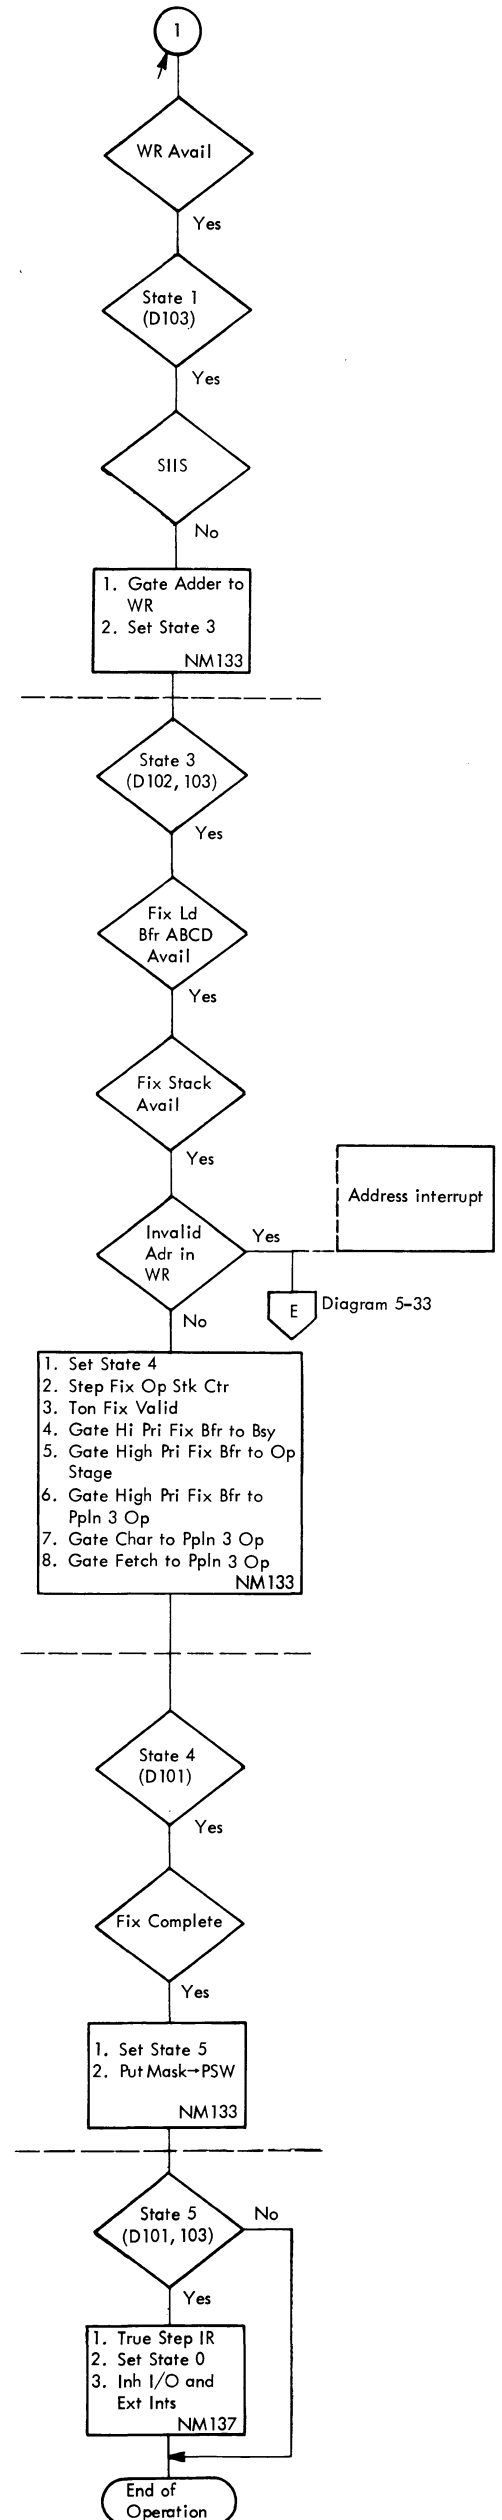 1
WR Avail
Yes
State 1
(D103)
Yes
SIIS
No
1. Gate Adder to
WR
2. Set State 3
NM133
State 3
(D102, 103)
Yes
Fix Ld
Bfr ABCD
Avail
Yes
Fix Stack
Avail
Yes
Invalid
Adr in
WR
Yes
Address interrupt
E
Diagram 5-33
No
1. Set State 4
2. Step Fix Op Stk Ctr
3. Ton Fix Valid
4. Gate Hi Pri Fix Bfr to Bsy
5. Gate High Pri Fix Bfr to Op
Stage
6. Gate High Pri Fix Bfr to
Ppln 3 Op
7. Gate Char to Ppln 3 Op
8. Gate Fetch to Ppln 3 Op
NM133
State 4
(D101)
Yes
Fix Complete
Yes
1. Set State 5
2. Put Mask→PSW
NM133
State 5
(D101, 103)
No
Yes
1. True Step IR
2. Set State 0
3. Inh I/O and
Ext Ints
NM137
End of
Operation